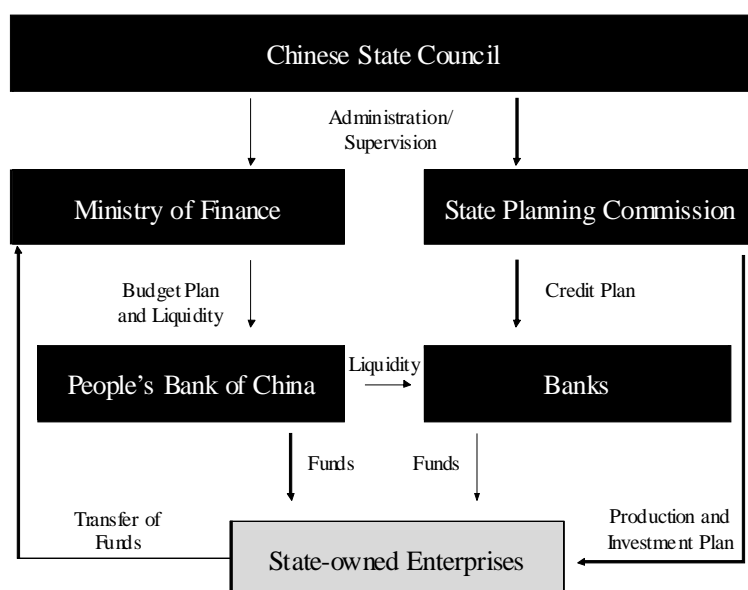 Chinese State Council
Administration/
Supervision
Ministry of Finance
State Planning Commission
Budget Plan
and Liquidity
Credit Plan
People's Bank of China
Liquidity
Banks
Funds
Funds
Transfer of
Funds
Production and
Investment Plan
State-owned Enterprises